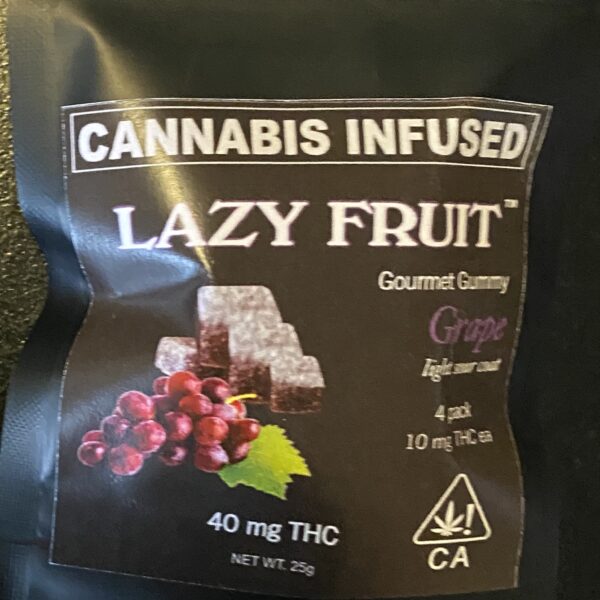 CANNABIS INFUSED
LAZY FRUIT™
Gourmet Gummy
Grape
light sour coat
4 pack
10 mg THC ea
40 mg THC
NET WT. 25g
CA